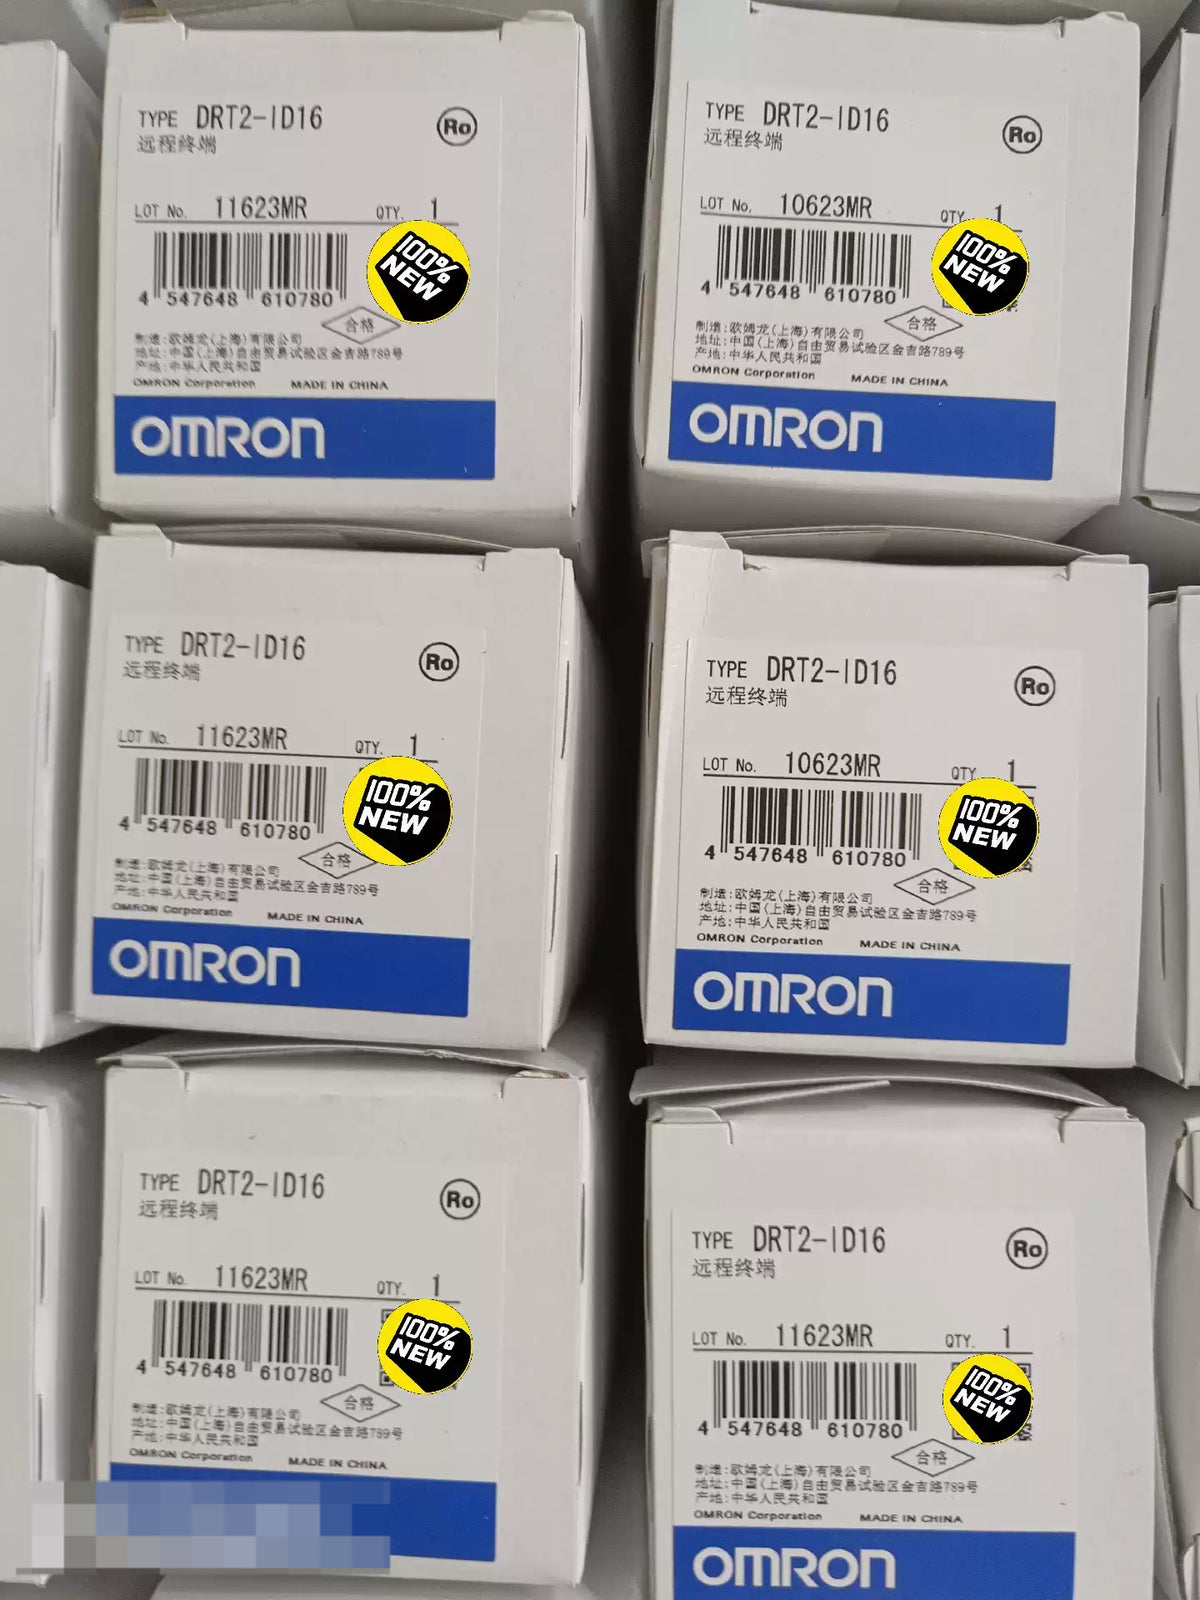 TYPE DRT2-ID16
远程终端
Ro
LOT No. 11623MR QTY. 1
4 547648 610780
100% NEW
合格
制造:欧姆龙(上海)有限公司
地址:中国(上海)自由贸易试验区金吉路789号
产地:中华人民共和国
OMRON Corporation MADE IN CHINA
OMRON
TYPE DRT2-ID16
远程终端
Ro
LOT No. 10623MR QTY. 1
4 547648 610780
100% NEW
合格
制造:欧姆龙(上海)有限公司
地址:中国(上海)自由贸易试验区金吉路789号
产地:中华人民共和国
OMRON Corporation MADE IN CHINA
OMRON
TYPE DRT2-ID16
远程终端
Ro
LOT No. 11623MR QTY. 1
4 547648 610780
100% NEW
合格
制造:欧姆龙(上海)有限公司
地址:中国(上海)自由贸易试验区金吉路789号
产地:中华人民共和国
OMRON Corporation MADE IN CHINA
OMRON
TYPE DRT2-ID16
远程终端
Ro
LOT No. 10623MR QTY. 1
4 547648 610780
100% NEW
合格
制造:欧姆龙(上海)有限公司
地址:中国(上海)自由贸易试验区金吉路789号
产地:中华人民共和国
OMRON Corporation MADE IN CHINA
OMRON
TYPE DRT2-ID16
远程终端
Ro
LOT No. 11623MR QTY. 1
4 547648 610780
100% NEW
合格
制造:欧姆龙(上海)有限公司
地址:中国(上海)自由贸易试验区金吉路789号
产地:中华人民共和国
OMRON Corporation MADE IN CHINA
TYPE DRT2-ID16
远程终端
Ro
LOT No. 11623MR QTY. 1
4 547648 610780
100% NEW
合格
制造:欧姆龙(上海)有限公司
地址:中国(上海)自由贸易试验区金吉路789号
产地:中华人民共和国
OMRON Corporation MADE IN CHINA
OMRON